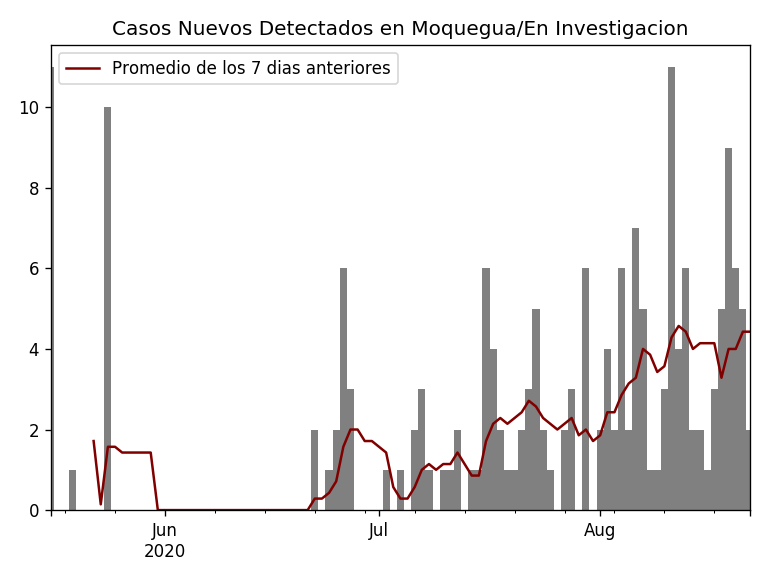 Casos Nuevos Detectados en Moquegua/En Investigacion
Promedio de los 7 dias anteriores
10
8
6
4
2
0
Jun
2020
Jul
Aug